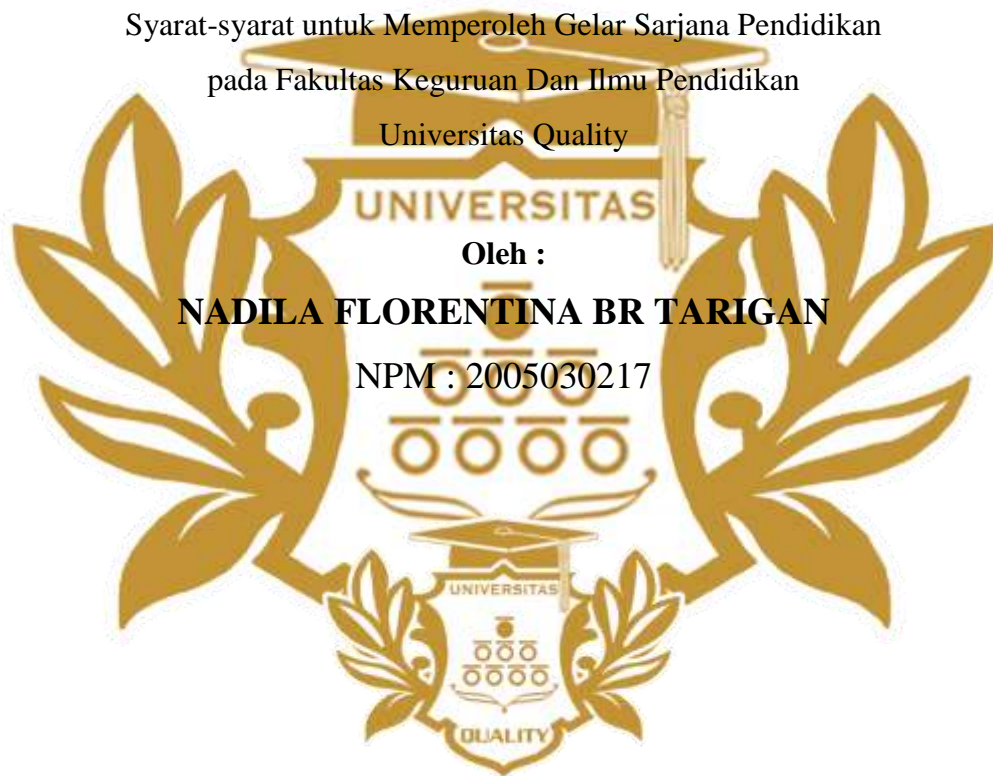 Syarat-syarat untuk Memperoleh Gelar Sarjana Pendidikan
pada Fakultas Keguruan Dan Ilmu Pendidikan
Universitas Quality
UNIVERSITAS
Oleh :
NADILA FLORENTINA BR TARIGAN
NPM : 2005030217
UNIVERSITAS
QUALITY